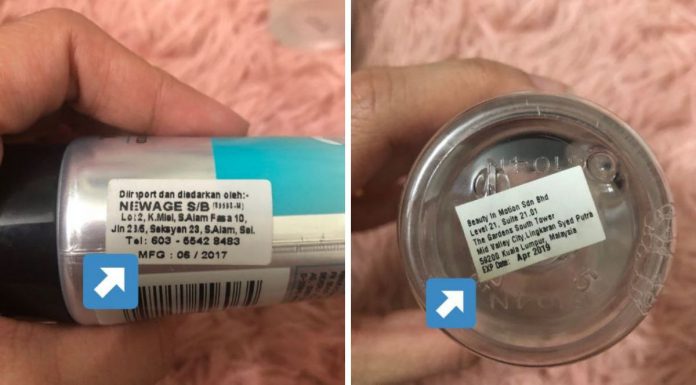 Diimport dan diedarkan oleh:-
NEWAGE S/B
Lot 2, K.Miel, S.Alam Fasa 10,
Jln 23/6, Seksyen 23, S.Alam, Sel.
Tel: 603 - 5542 8483
MFG : 05 / 2017
Beauty In Motion Sdn Bhd
Level 21, Suite 21.01
The Gardens South Tower
Mid Valley City,Lingkaran Syed Putra
59200 Kuala Lumpur, Malaysia
EXP Date: Apr 2019